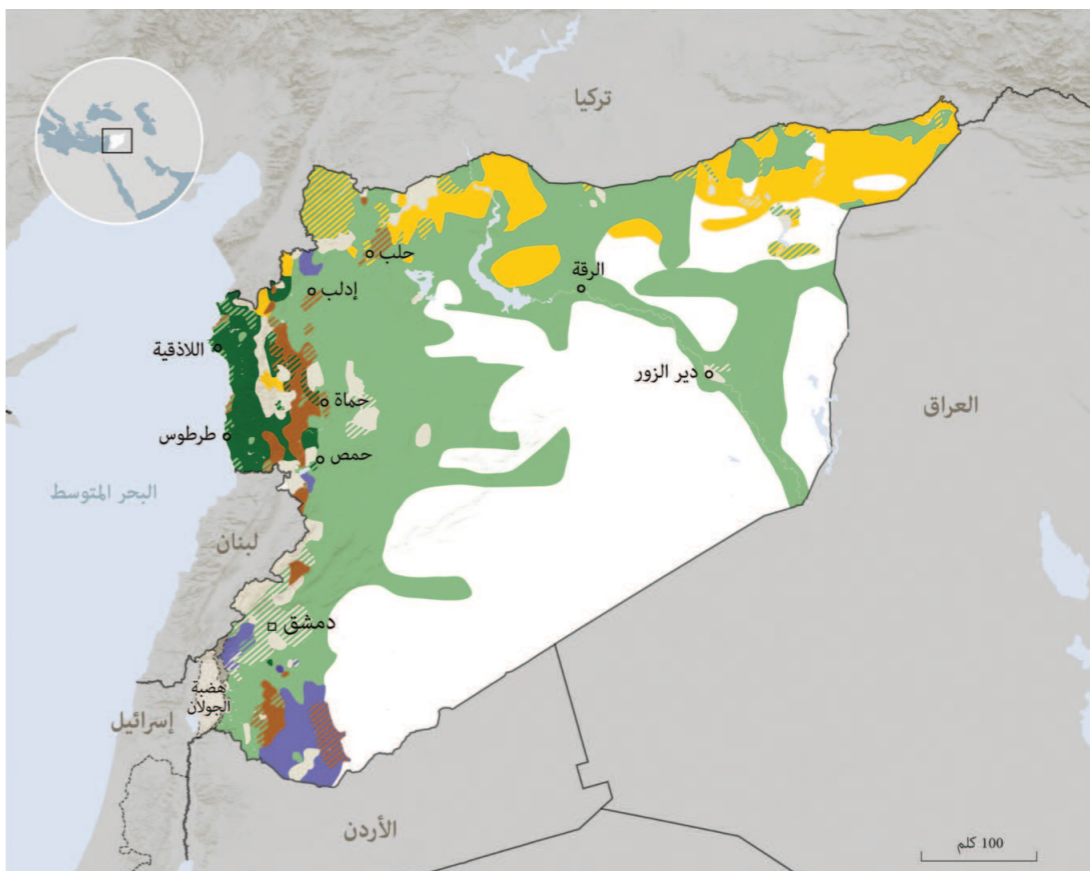 تركيا
حلب
الرقة
إدلب
اللاذقية
دير الزور
حماة
العراق
طرطوس
حمص
البحر المتوسط
لبنان
دمشق
هضبة
الجولان
إسرائيل
الأردن
100 كلم